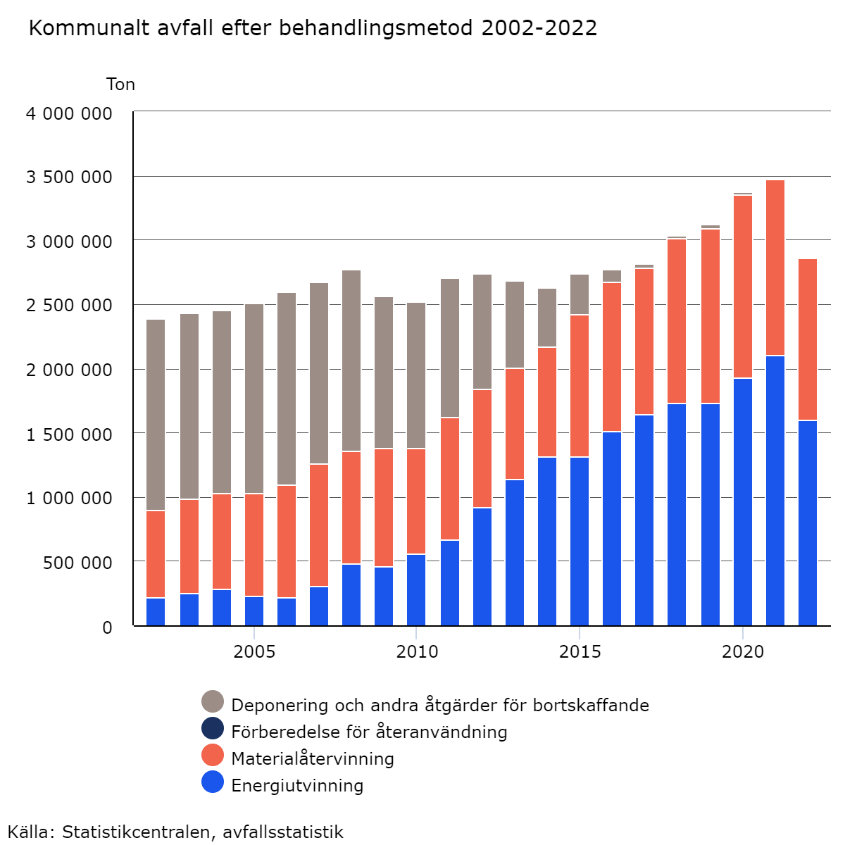 Kommunalt avfall efter behandlingsmetod 2002-2022
Ton
4 000 000
3 500 000
3 000 000
2 500 000
2 000 000
1 500 000
1 000 000
500 000
0
2005 2010 2015 2020
Deponering och andra åtgärder för bortskaffande
Förberedelse för återanvändning
Materialåtervinning
Energiutvinning
Källa: Statistikcentralen, avfallsstatistik